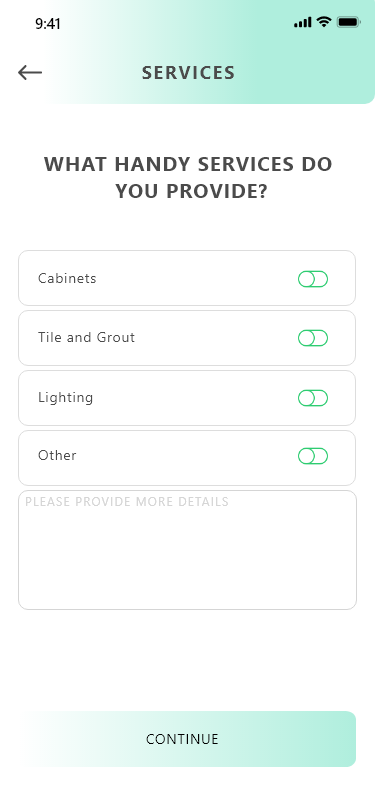 9:41
SERVICES
WHAT HANDY SERVICES DO
YOU PROVIDE?
Cabinets
Tile and Grout
Lighting
Other
PLEASE PROVIDE MORE DETAILS
CONTINUE